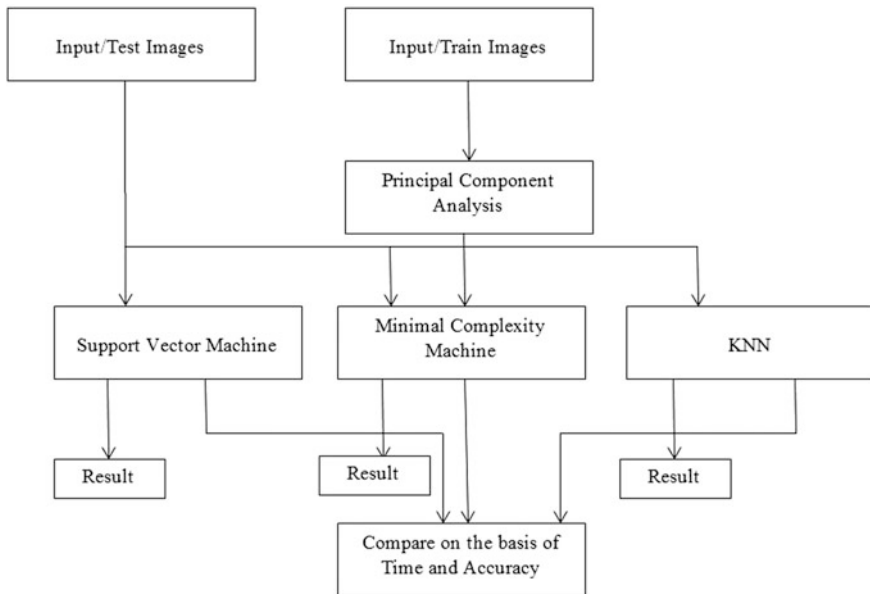 Input/Test Images
Input/Train Images
Principal Component
Analysis
Support Vector Machine
Minimal Complexity
Machine
KNN
Result
Result
Result
Compare on the basis of
Time and Accuracy